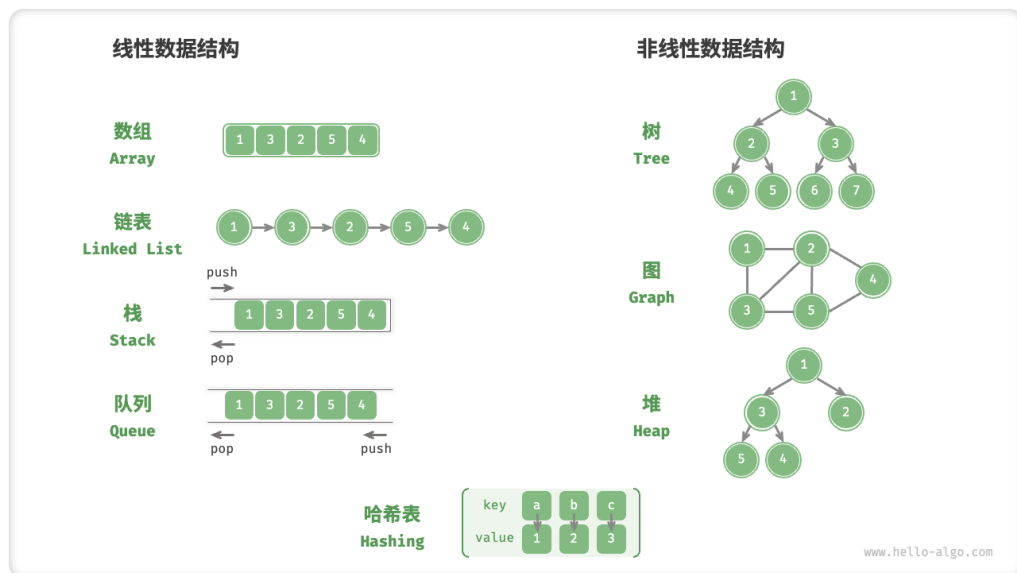 线性数据结构
数组
Array
1 3 2 5 4
链表
Linked List
1 3 2 5 4
push
栈
Stack
1 3 2 5 4
pop
队列
Queue
1 3 2 5 4
pop push
非线性数据结构
树
Tree
1
2 3
4 5 6 7
图
Graph
1 2
4
3 5
堆
Heap
1
3 2
5 4
哈希表
Hashing
key a b c
value 1 2 3
www.hello-algo.com